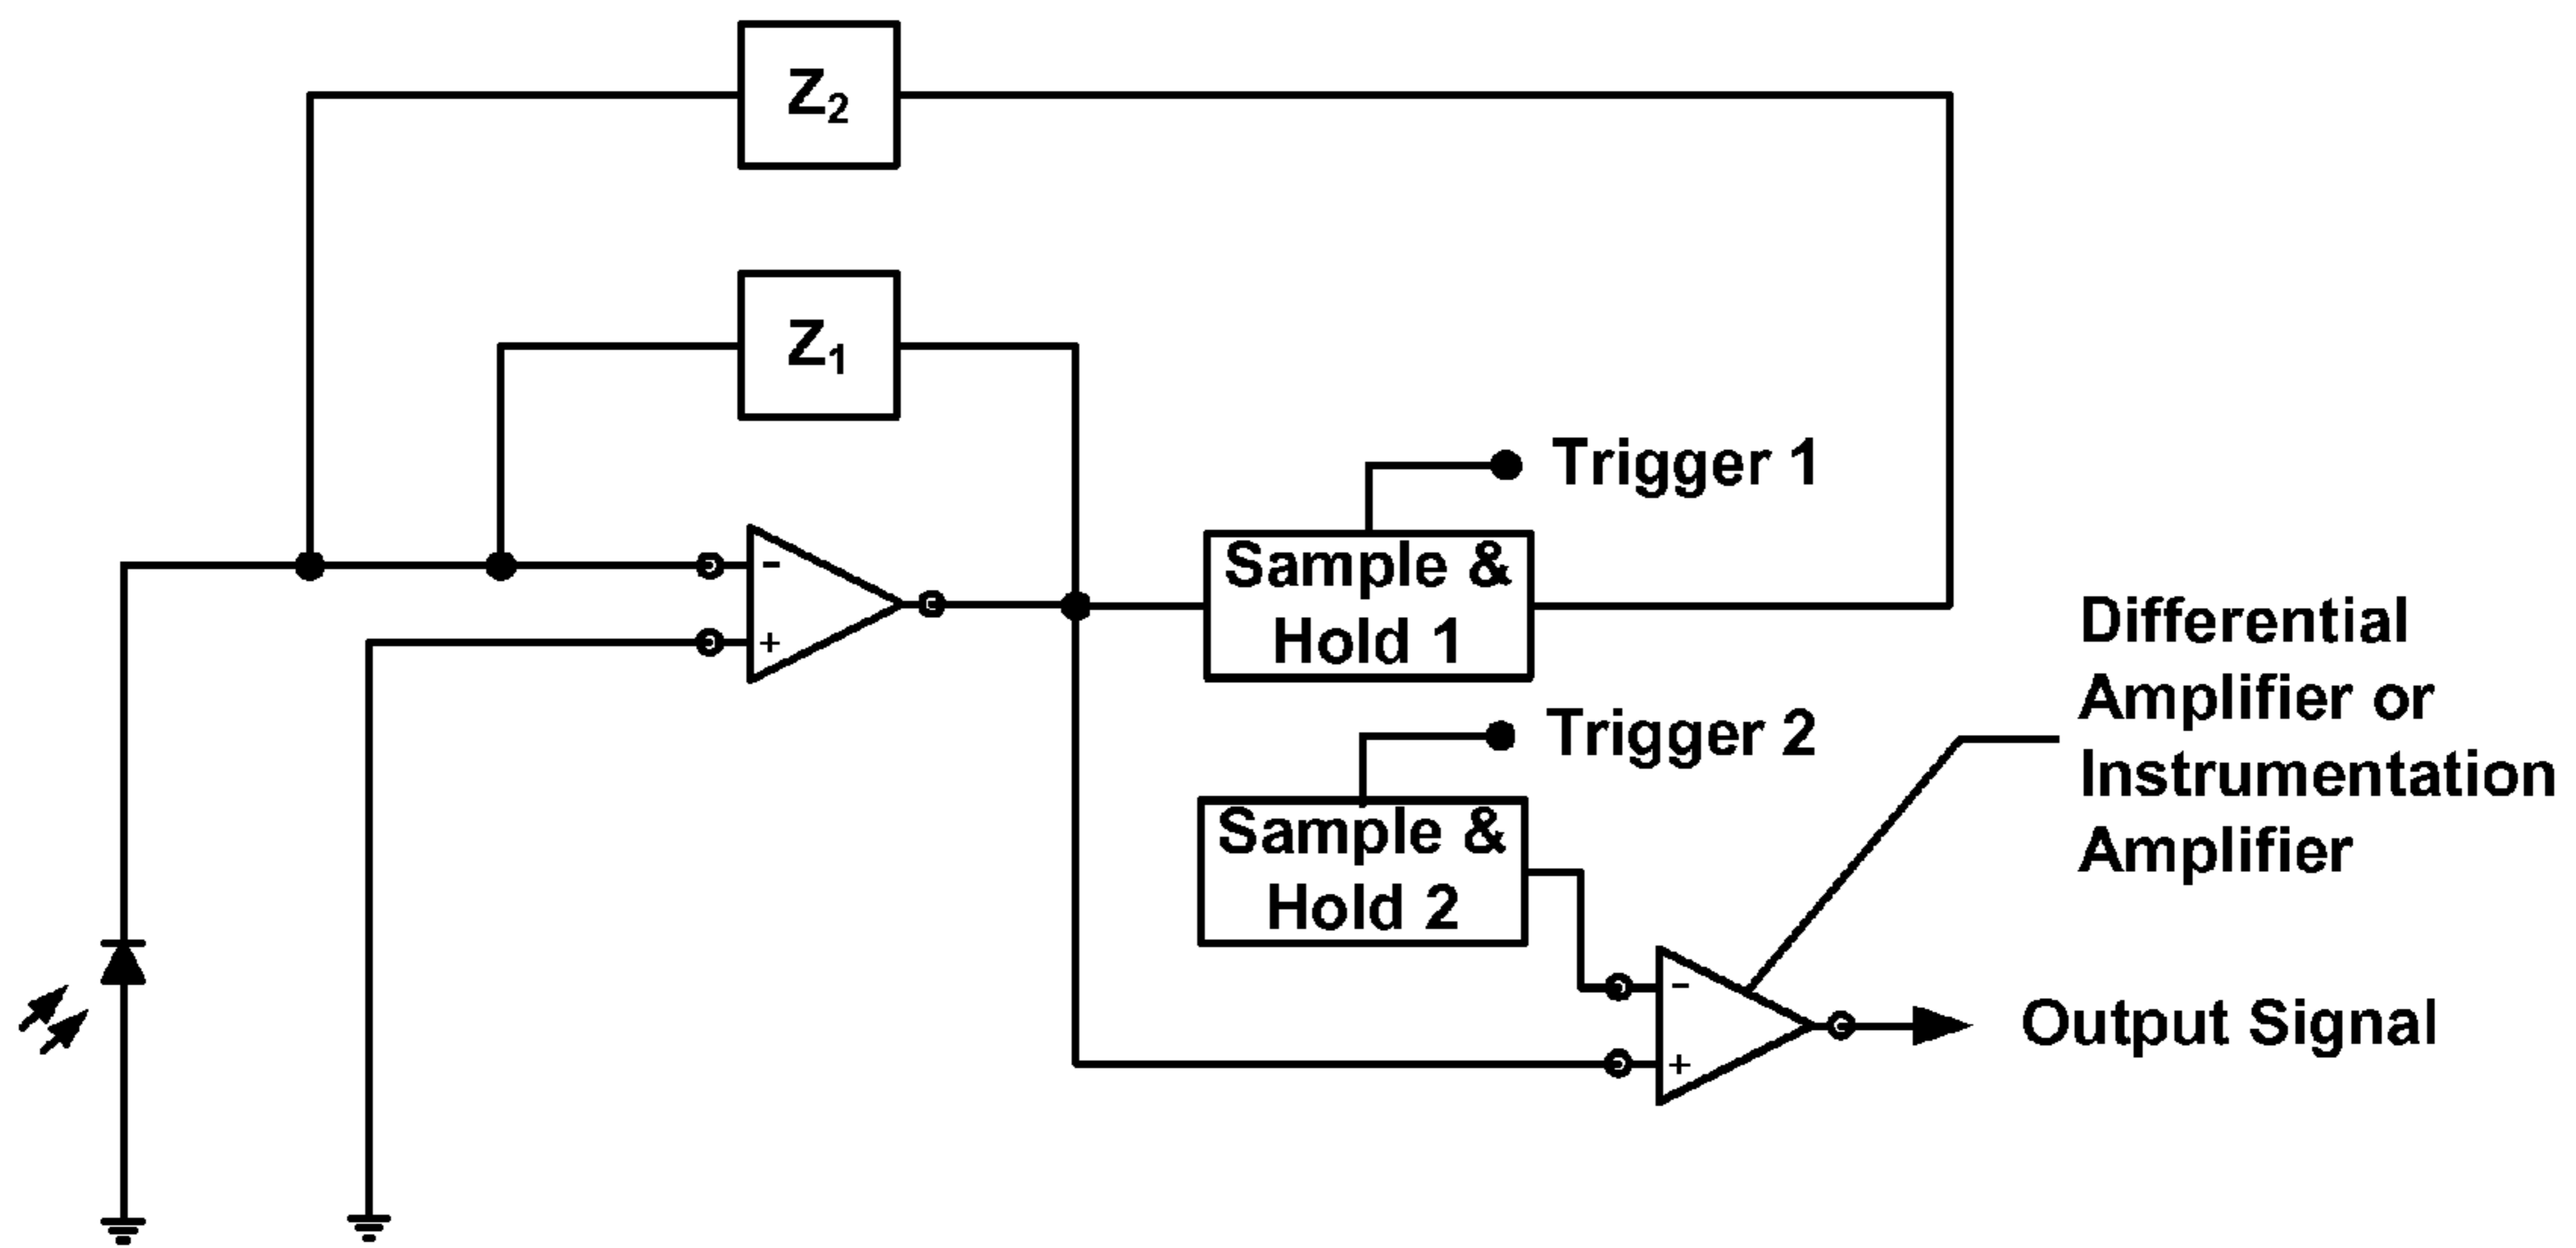 Z2
Z1
Trigger 1
Sample &
Hold 1
Trigger 2
Sample &
Hold 2
Differential
Amplifier or
Instrumentation
Amplifier
-
+
-
+
Output Signal